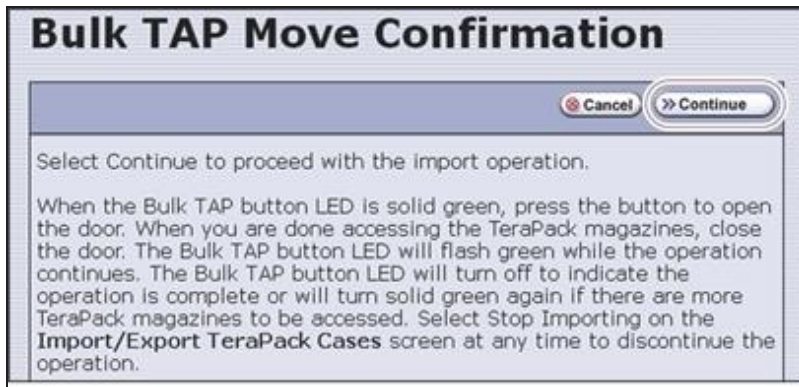 Bulk TAP Move Confirmation
Cancel
Continue
Select Continue to proceed with the import operation.
When the Bulk TAP button LED is solid green, press the button to open
the door. When you are done accessing the TeraPack magazines, close
the door. The Bulk TAP button LED will flash green while the operation
continues. The Bulk TAP button LED will turn off to indicate the
operation is complete or will turn solid green again if there are more
TeraPack magazines to be accessed. Select Stop Importing on the
Import/Export TeraPack Cases screen at any time to discontinue the
operation.